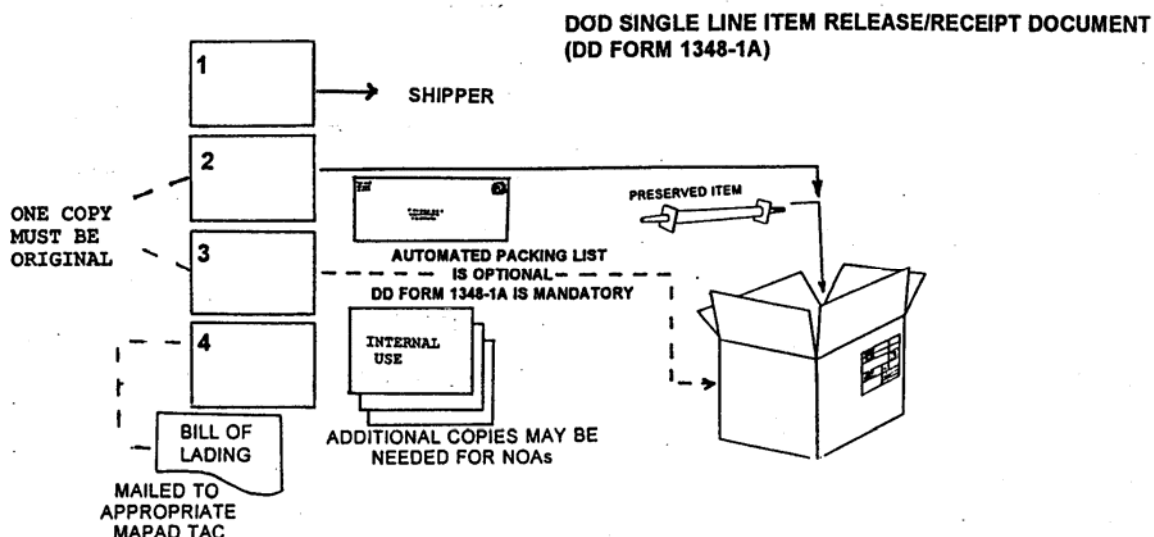 DOD SINGLE LINE ITEM RELEASE/RECEIPT DOCUMENT
(DD FORM 1348-1A)
1
SHIPPER
2
PRESERVED ITEM
ONE COPY
MUST BE
ORIGINAL
3
AUTOMATED PACKING LIST
IS OPTIONAL
DD FORM 1348-1A IS MANDATORY
4
INTERNAL
USE
BILL OF
LADING
ADDITIONAL COPIES MAY BE
NEEDED FOR NOAs
MAILED TO
APPROPRIATE
MAPAD TAC